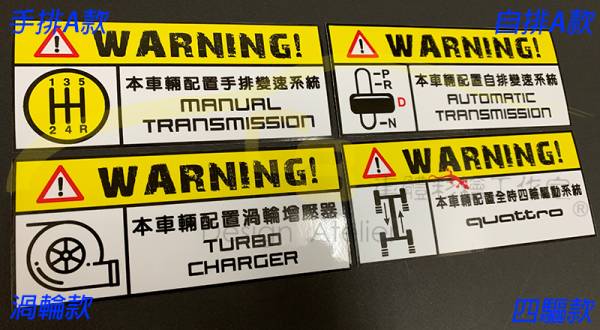 手排A款
自排A款
WARNING!
1 3 5
2 4 R
本車輛配置手排變速系統
MANUAL
TRANSMISSION
WARNING!
P
R
D
N
本車輛配置自排變速系統
AUTOMATIC
TRANSMISSION
WARNING!
本車輛配置渦輪增壓器
TURBO
CHARGER
WARNING!
本車輛配置全時四輪驅動系統
quattro
Design Atelier
®
渦輪款
四驅款